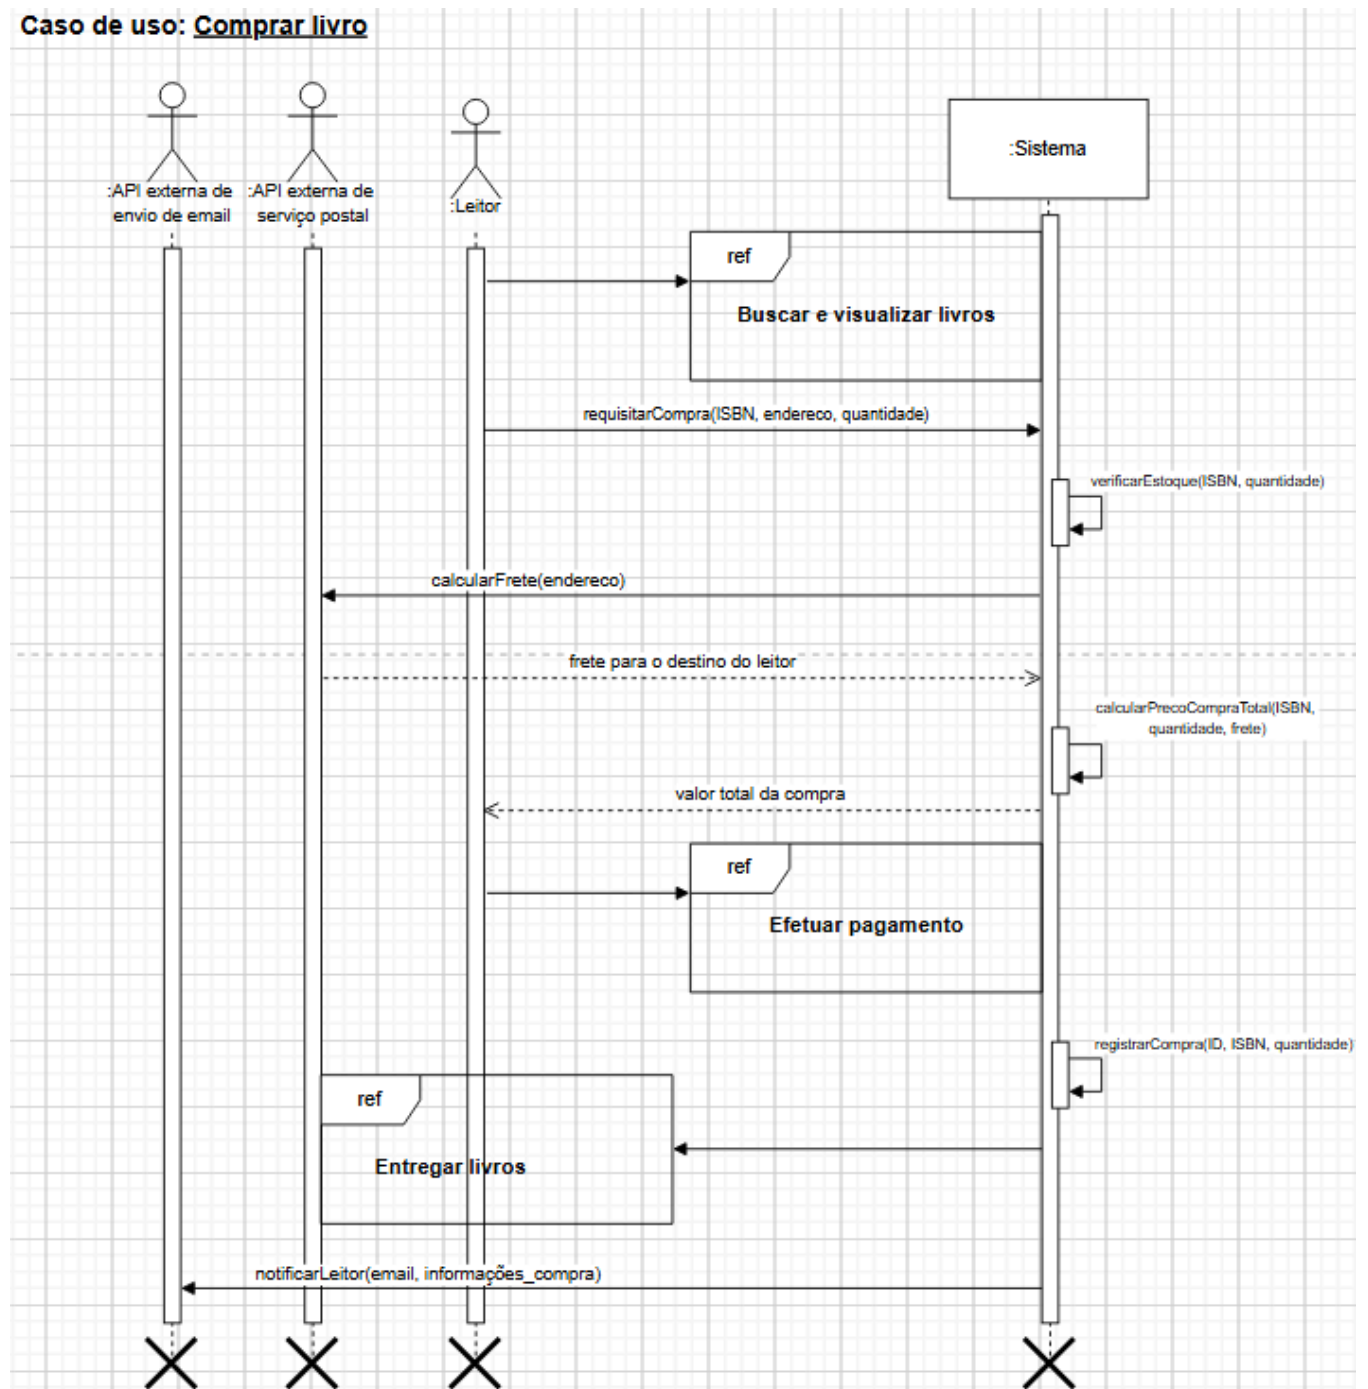 Caso de uso: Comprar livro
:API externa de
envio de email
:API externa de
serviço postal
:Leitor
:Sistema
ref
Buscar e visualizar livros
requisitarCompra(ISBN, endereco, quantidade)
verificarEstoque(ISBN, quantidade)
calcularFrete(endereco)
frete para o destino do leitor
calcularPrecoCompraTotal(ISBN,
quantidade, frete)
valor total da compra
ref
Efetuar pagamento
registrarCompra(ID, ISBN, quantidade)
ref
Entregar livros
notificarLeitor(email, informações_compra)